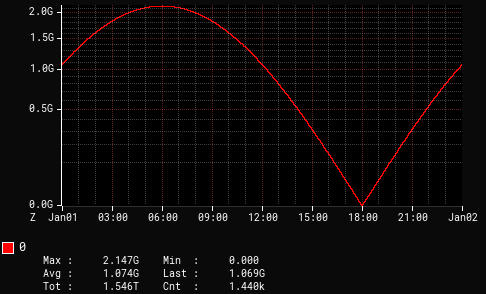 2.0G
1.5G
1.0G
0.5G
0.0G
Z Jan01 03:00 06:00 09:00 12:00 15:00 18:00 21:00 Jan02
0
Max : 2.147G Min : 0.000
Avg : 1.074G Last : 1.069G
Tot : 1.546T Cnt : 1.440k